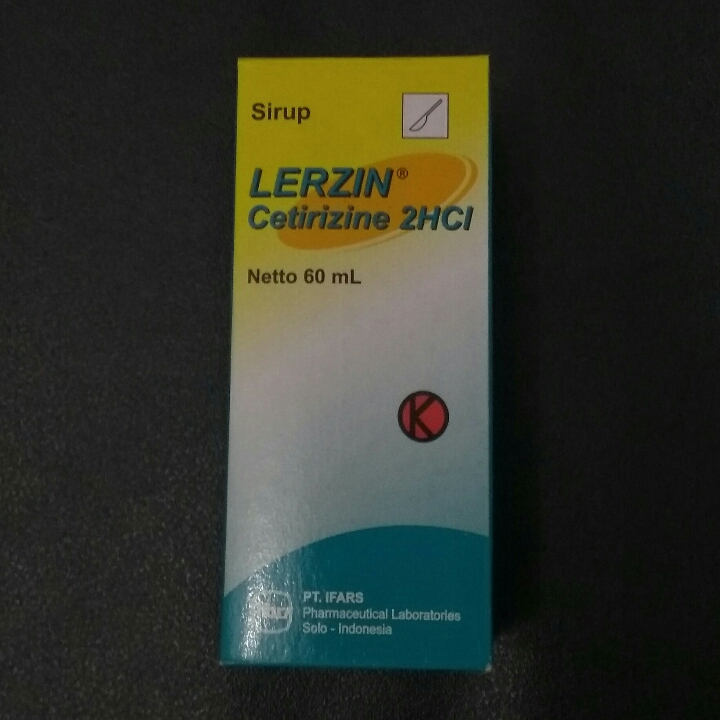 Sirup
LERZIN®
Cetirizine 2HCl
Netto 60 mL
K
PT. IFARS
Pharmaceutical Laboratories
Solo - Indonesia